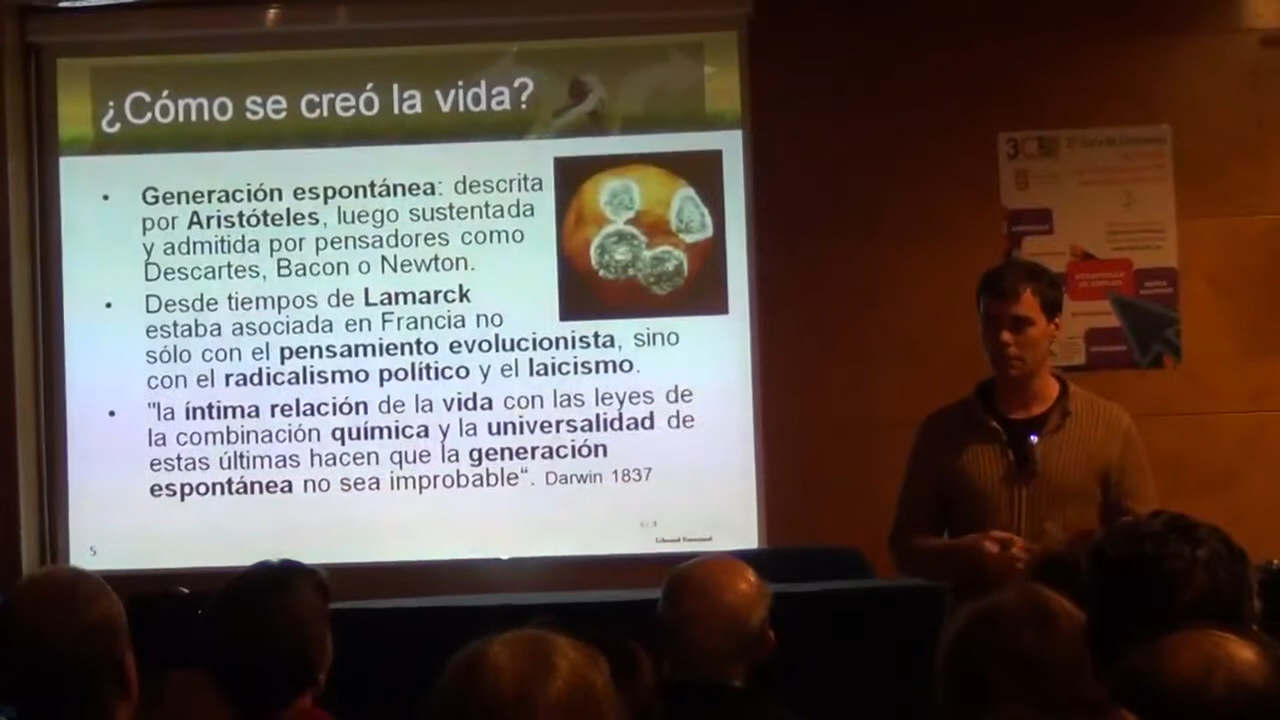 ¿Cómo se creó la vida?
• Generación espontánea: descrita
por Aristóteles, luego sustentada
y admitida por pensadores como
Descartes, Bacon o Newton.
• Desde tiempos de Lamarck
estaba asociada en Francia no
sólo con el pensamiento evolucionista, sino
con el radicalismo político y el laicismo.
• "la íntima relación de la vida con las leyes de
la combinación química y la universalidad de
estas últimas hacen que la generación
espontánea no sea improbable“. Darwin 1837
5
3